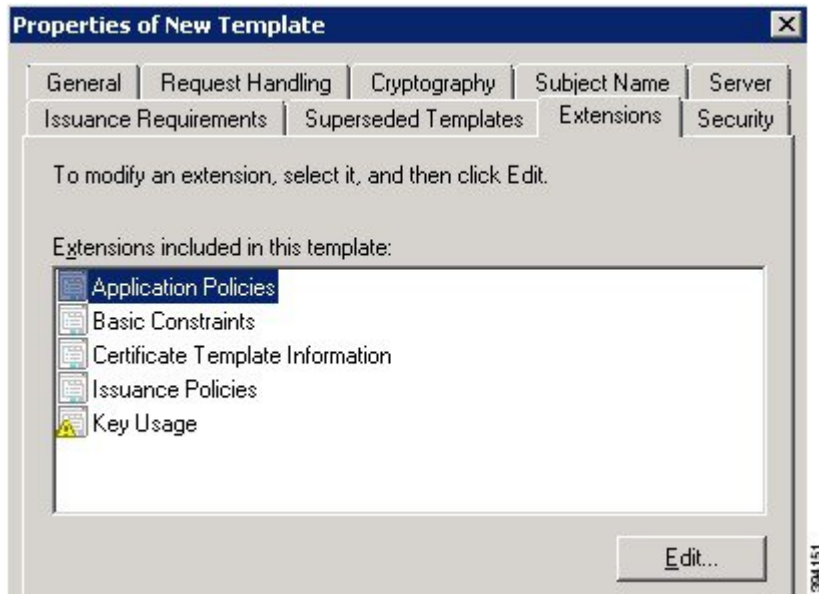 Properties of New Template
General Request Handling Cryptography Subject Name Server
Issuance Requirements Superseded Templates Extensions Security
To modify an extension, select it, and then click Edit.
Extensions included in this template:
Application Policies
Basic Constraints
Certificate Template Information
Issuance Policies
Key Usage
Edit...
394151